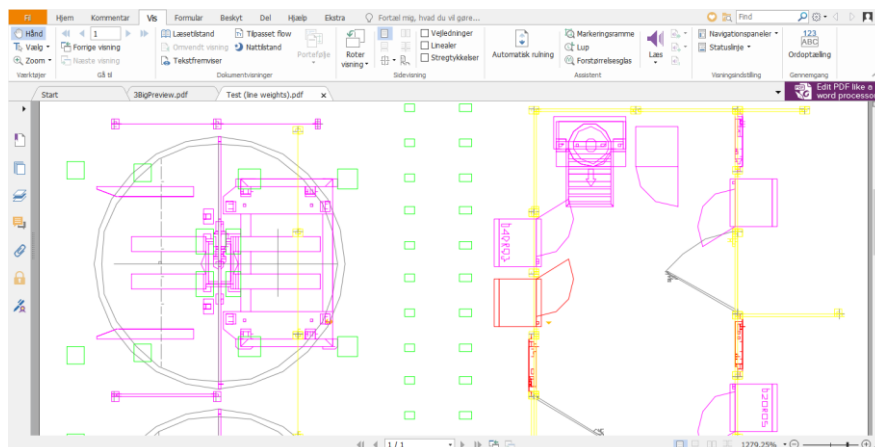 Fil Hjem Kommentar Vis Formular Beskyt Del Hjælp Ekstra Fortæl mig, hvad du vil gøre... Find
Hånd
Vælg
Zoom
Værktøjer
1
Forrige visning
Næste visning
Gå til
Læsetilstand
Omvendt visning
Tekstfremviser
Tilpasset flow
Nattilstand
Dokumentvisninger
Portefølje
Roter
visning
Vejledninger
Linealer
Stregtykkelser
Sidevisning
Automatisk rulning
Markeringsramme
Lup
Forstørrelsesglas
Assistent
Læs
Navigationspaneler
Statuslinje
Visningsindstilling
123
ABC
Ordoptælling
Gennemgang
Start 3BigPreview.pdf Test (line weights).pdf x
Edit PDF like a
word processor
1 / 1
1279.25%